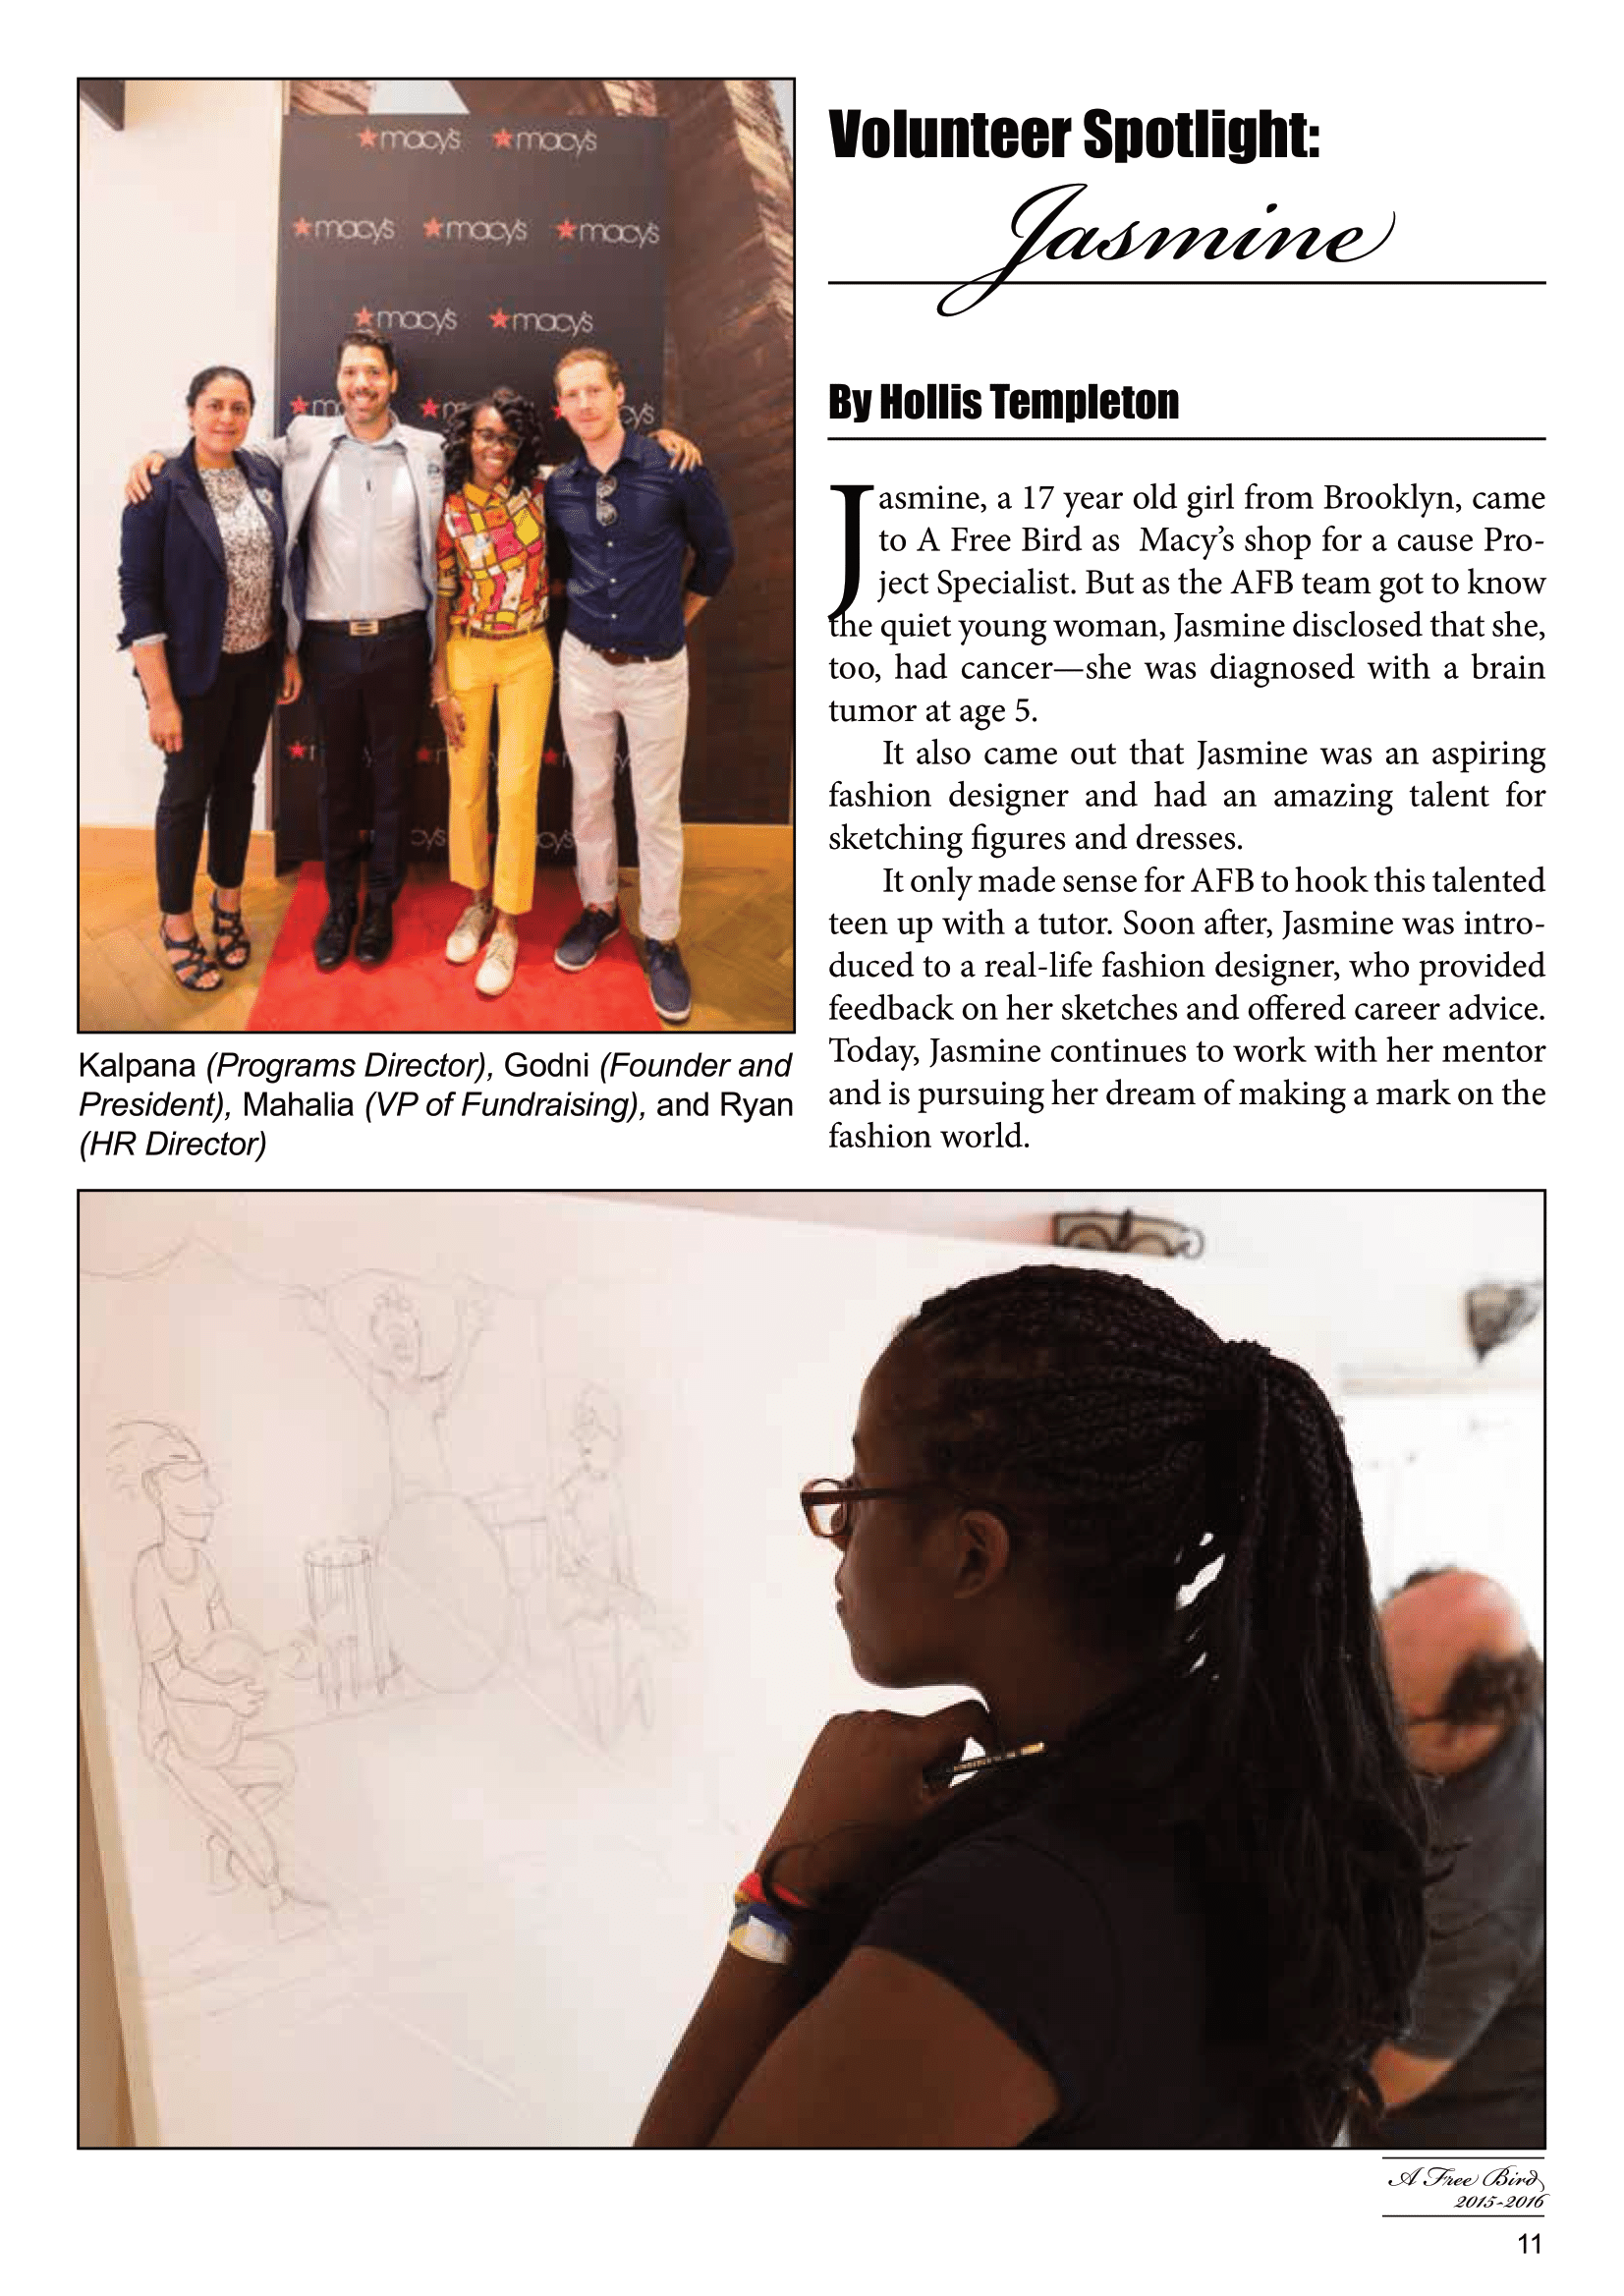 macy's macy's
macy's macy's macy's
macy's macy's
Volunteer Spotlight:
Jasmine
By Hollis Templeton
Jasmine, a 17 year old girl from Brooklyn, came
to A Free Bird as Macy's shop for a cause Pro-
ject Specialist. But as the AFB team got to know
the quiet young woman, Jasmine disclosed that she,
too, had cancer—she was diagnosed with a brain
tumor at age 5.
It also came out that Jasmine was an aspiring
fashion designer and had an amazing talent for
sketching figures and dresses.
It only made sense for AFB to hook this talented
teen up with a tutor. Soon after, Jasmine was intro-
duced to a real-life fashion designer, who provided
feedback on her sketches and offered career advice.
Today, Jasmine continues to work with her mentor
and is pursuing her dream of making a mark on the
fashion world.
Kalpana (Programs Director), Godni (Founder and
President), Mahalia (VP of Fundraising), and Ryan
(HR Director)
A Free Bird
2015-2016
11